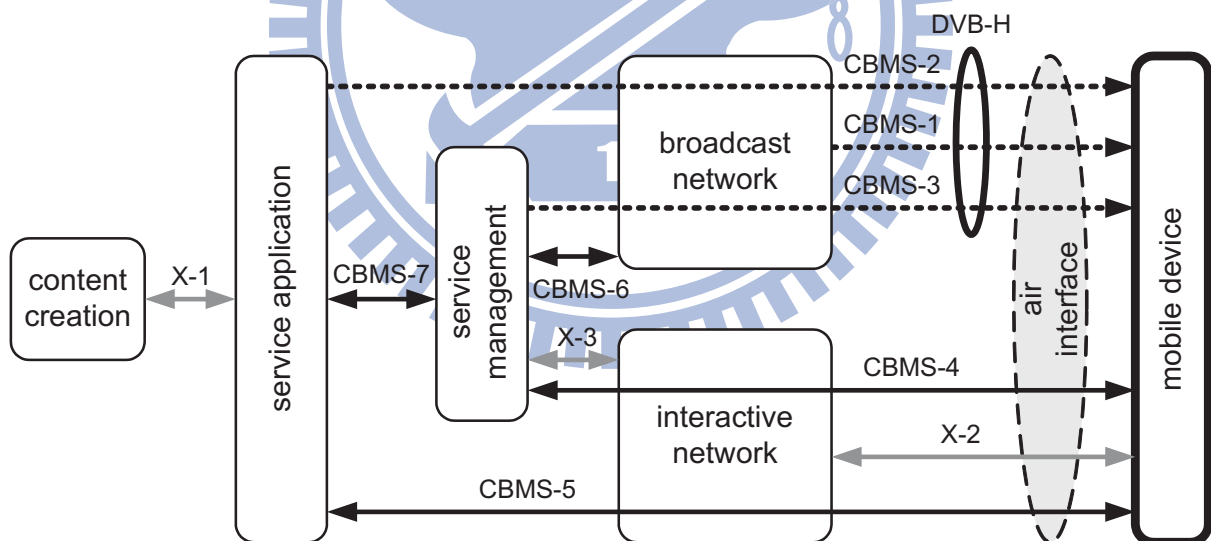 DVB-H
CBMS-2
CBMS-1
CBMS-3
broadcast
network
service application
service
management
content
creation
X-1
CBMS-7
CBMS-6
X-3
air
interface
mobile device
CBMS-4
interactive
network
X-2
CBMS-5